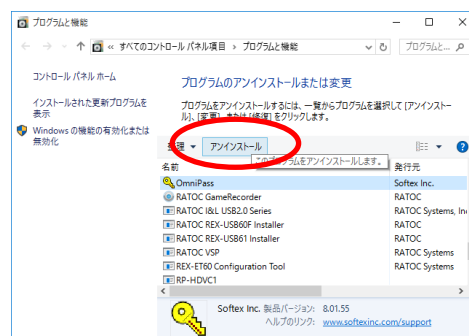 プログラムと機能
« すべてのコントロール パネル項目 › プログラムと機能
プログラムと...
コントロール パネル ホーム
インストールされた更新プログラムを
表示
Windows の機能の有効化または
無効化
プログラムのアンインストールまたは変更
プログラムをアンインストールするには、一覧からプログラムを選択して [アンインストー
ル]、[変更]、または [修復] をクリックします。
整理 アンインストール
このプログラムをアンインストールします。
名前 発行元
OmniPass Softex Inc.
RATOC GameRecorder RATOC
RATOC I&L USB2.0 Series RATOC Systems, In
RATOC REX-USB60F Installer RATOC
RATOC REX-USB61 Installer RATOC
RATOC VSP RATOC Systems
REX-ET60 Configuration Tool RATOC Systems
RP-HDVC1
Softex Inc. 製品バージョン: 8.01.55
ヘルプのリンク: www.softexinc.com/support